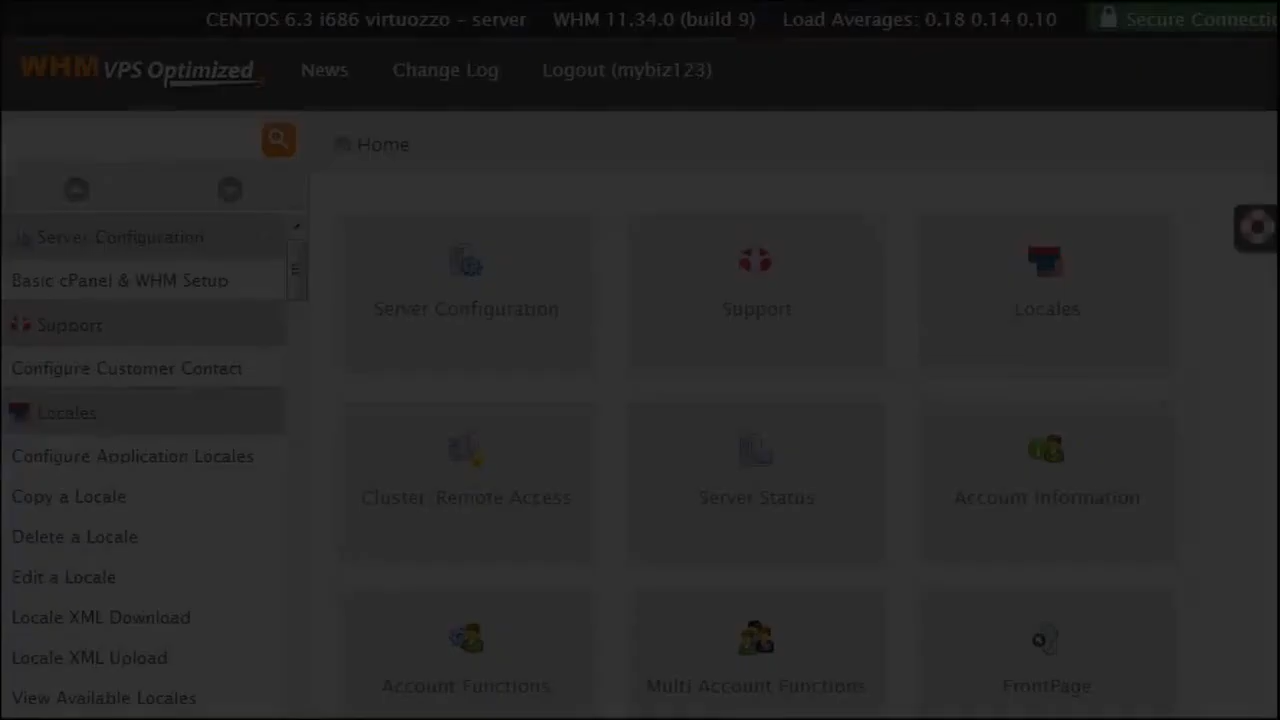 CENTOS 6.3 i686 virtuozzo – server WHM 11.34.0 (build 9) Load Averages: 0.18 0.14 0.10 Secure Connectio
WHM VPS Optimized News Change Log Logout (mybiz123)
Home
Server Configuration
Basic cPanel & WHM Setup
Support
Configure Customer Contact
Locales
Configure Application Locales
Copy a Locale
Delete a Locale
Edit a Locale
Locale XML Download
Locale XML Upload
View Available Locales
Server Configuration Support Locales
Cluster/Remote Access Server Status Account Information
Account Functions Multi Account Functions FrontPage